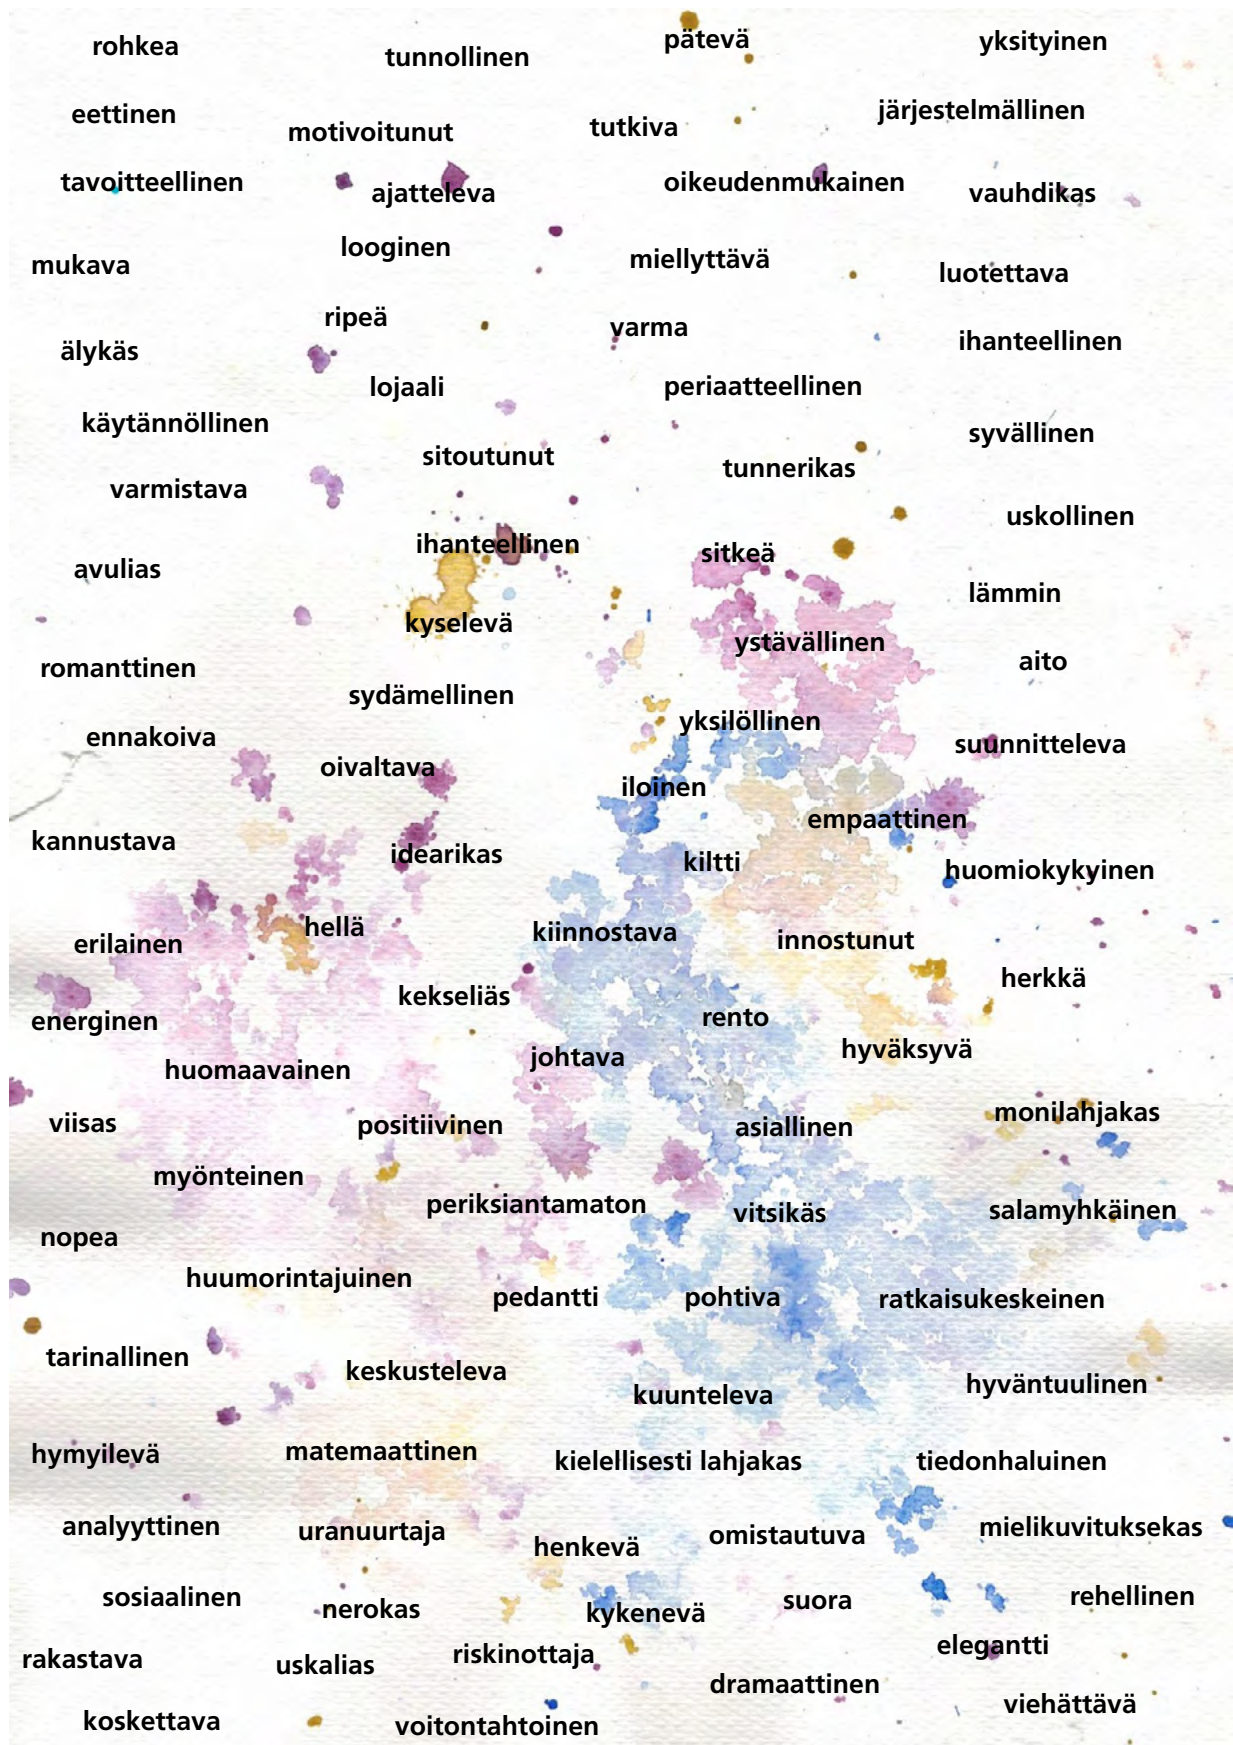 rohkea
tunnollinen
pätevä
yksityinen
eettinen
motivoitunut
tutkiva
järjestelmällinen
tavoitteellinen
ajatteleva
oikeudenmukainen
vauhdikas
mukava
looginen
miellyttävä
luotettava
ripeä
varma
älykäs
ihanteellinen
lojaali
periaatteellinen
käytännöllinen
syvällinen
sitoutunut
tunnerikas
varmistava
uskollinen
ihanteellinen
sitkeä
avulias
lämmin
kyselevä
ystävällinen
romanttinen
aito
sydämellinen
yksilöllinen
ennakoiva
suunnitteleva
oivaltava
iloinen
empaattinen
kannustava
idearikas
kiltti
huomiokykyinen
erilainen
hellä
kiinnostava
innostunut
herkkä
energinen
kekseliäs
rento
hyväksyvä
huomaavainen
johtava
viisas
positiivinen
asiallinen
monilahjakas
myönteinen
periksiantamaton
vitsikäs
salamyhkäinen
nopea
huumorintajuinen
pedantti
pohtiva
ratkaisukeskeinen
tarinallinen
keskusteleva
kuunteleva
hyväntuulinen
hymyilevä
matemaattinen
kielellisesti lahjakas
tiedonhaluinen
analyyttinen
uranuurtaja
henkevä
omistautuva
mielikuvituksekas
sosiaalinen
nerokas
kykenevä
suora
rehellinen
rakastava
uskalias
riskinottaja
elegantti
dramaattinen
viehättävä
koskettava
voitontahtoinen